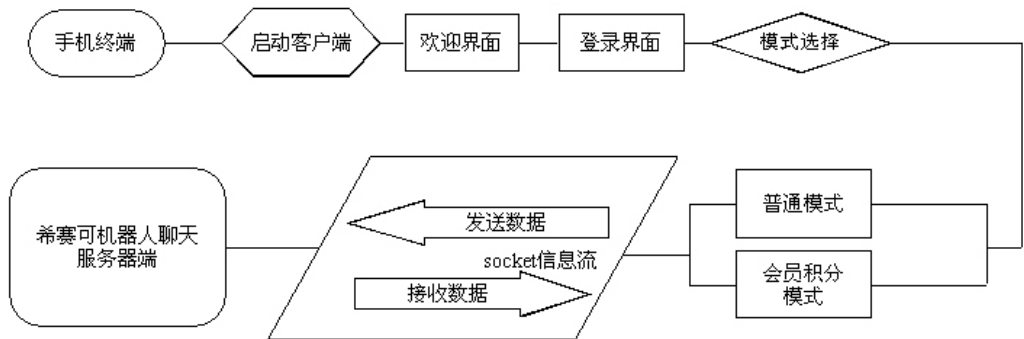 手机终端
启动客户端
欢迎界面
登录界面
模式选择
希赛可机器人聊天
服务器端
发送数据
socket信息流
接收数据
普通模式
会员积分
模式